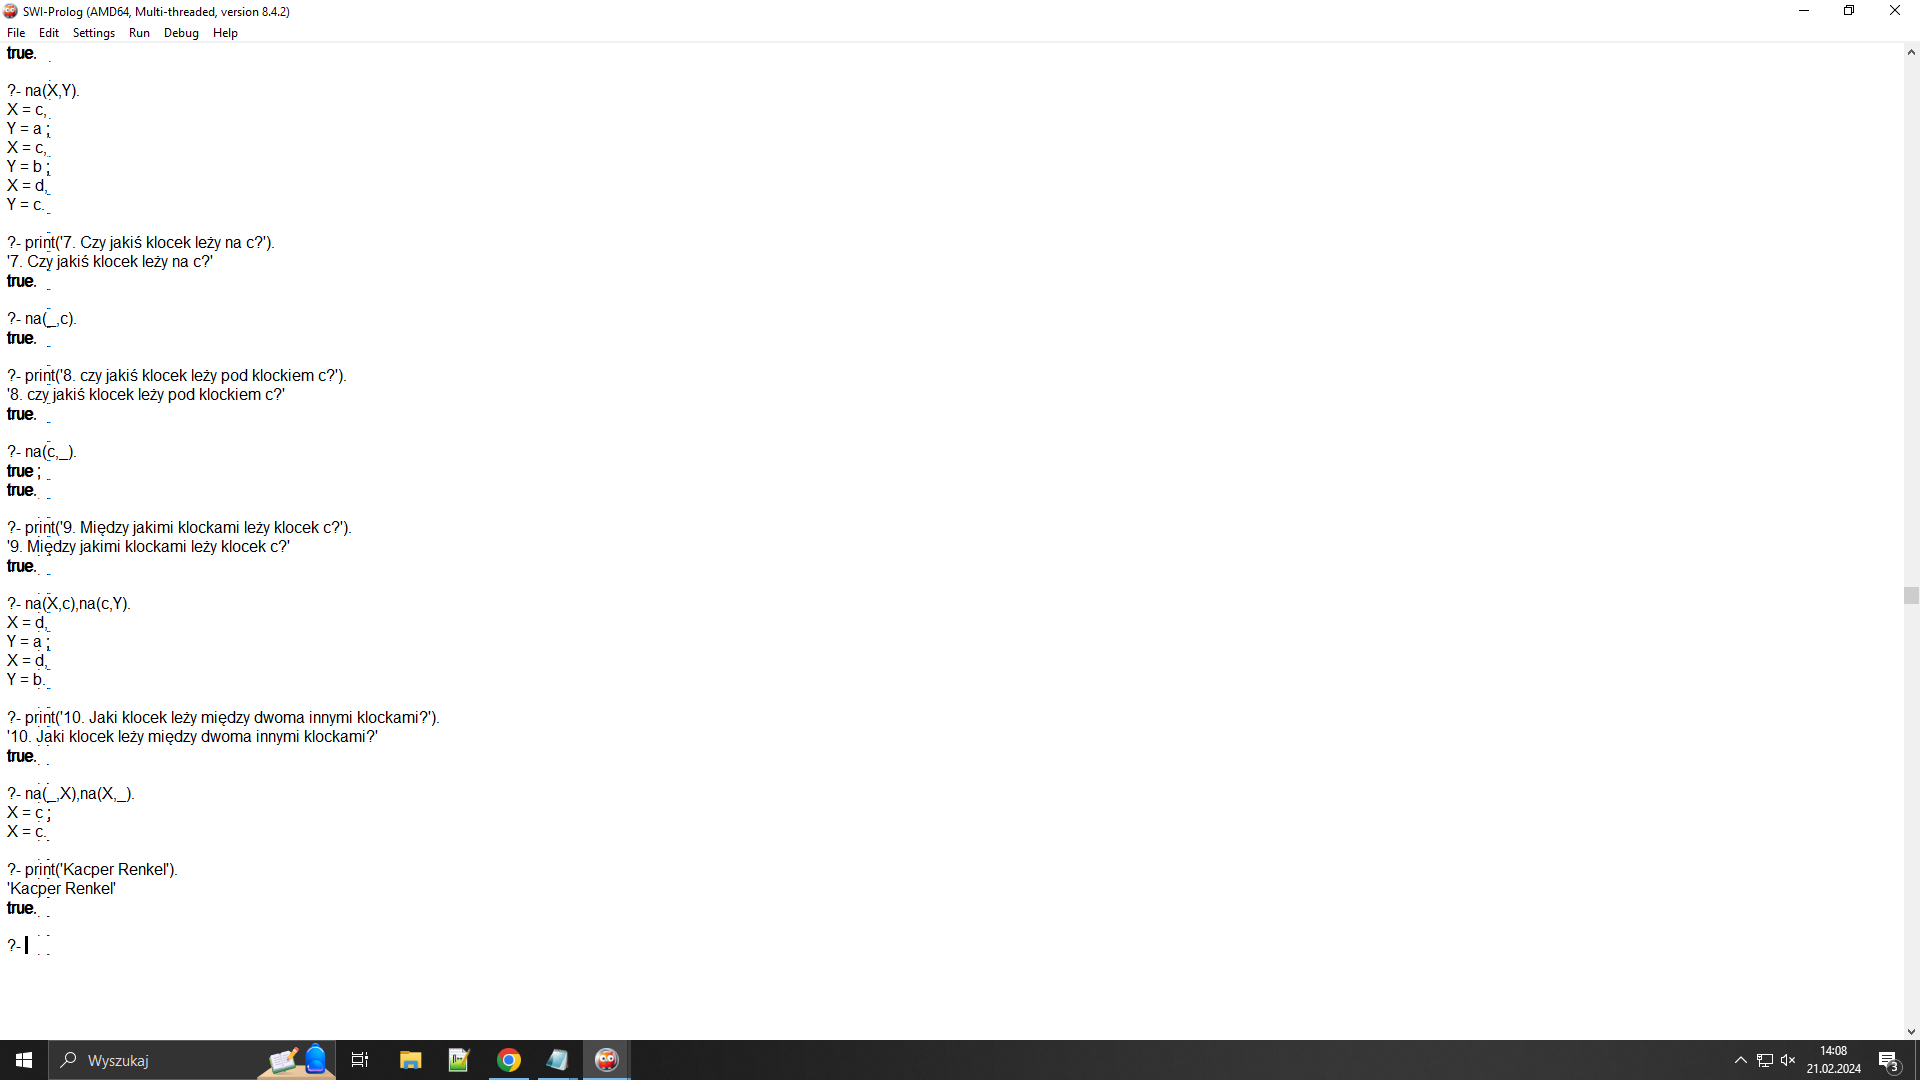 SWI-Prolog (AMD64, Multi-threaded, version 8.4.2)
File Edit Settings Run Debug Help
true.
?- na(X,Y).
X = c,
Y = a ;
X = c,
Y = b ;
X = d,
Y = c.
?- print('7. Czy jakiś klocek leży na c?').
'7. Czy jakiś klocek leży na c?'
true.
?- na(_,c).
true.
?- print('8. czy jakiś klocek leży pod klockiem c?').
'8. czy jakiś klocek leży pod klockiem c?'
true.
?- na(c,_).
true ;
true.
?- print('9. Między jakimi klockami leży klocek c?').
'9. Między jakimi klockami leży klocek c?'
true.
?- na(X,c),na(c,Y).
X = d,
Y = a ;
X = d,
Y = b.
?- print('10. Jaki klocek leży między dwoma innymi klockami?').
'10. Jaki klocek leży między dwoma innymi klockami?'
true.
?- na(_,X),na(X,_).
X = c ;
X = c.
?- print('Kacper Renkel').
'Kacper Renkel'
true.
?-
Wyszukaj
14:08
21.02.2024
3